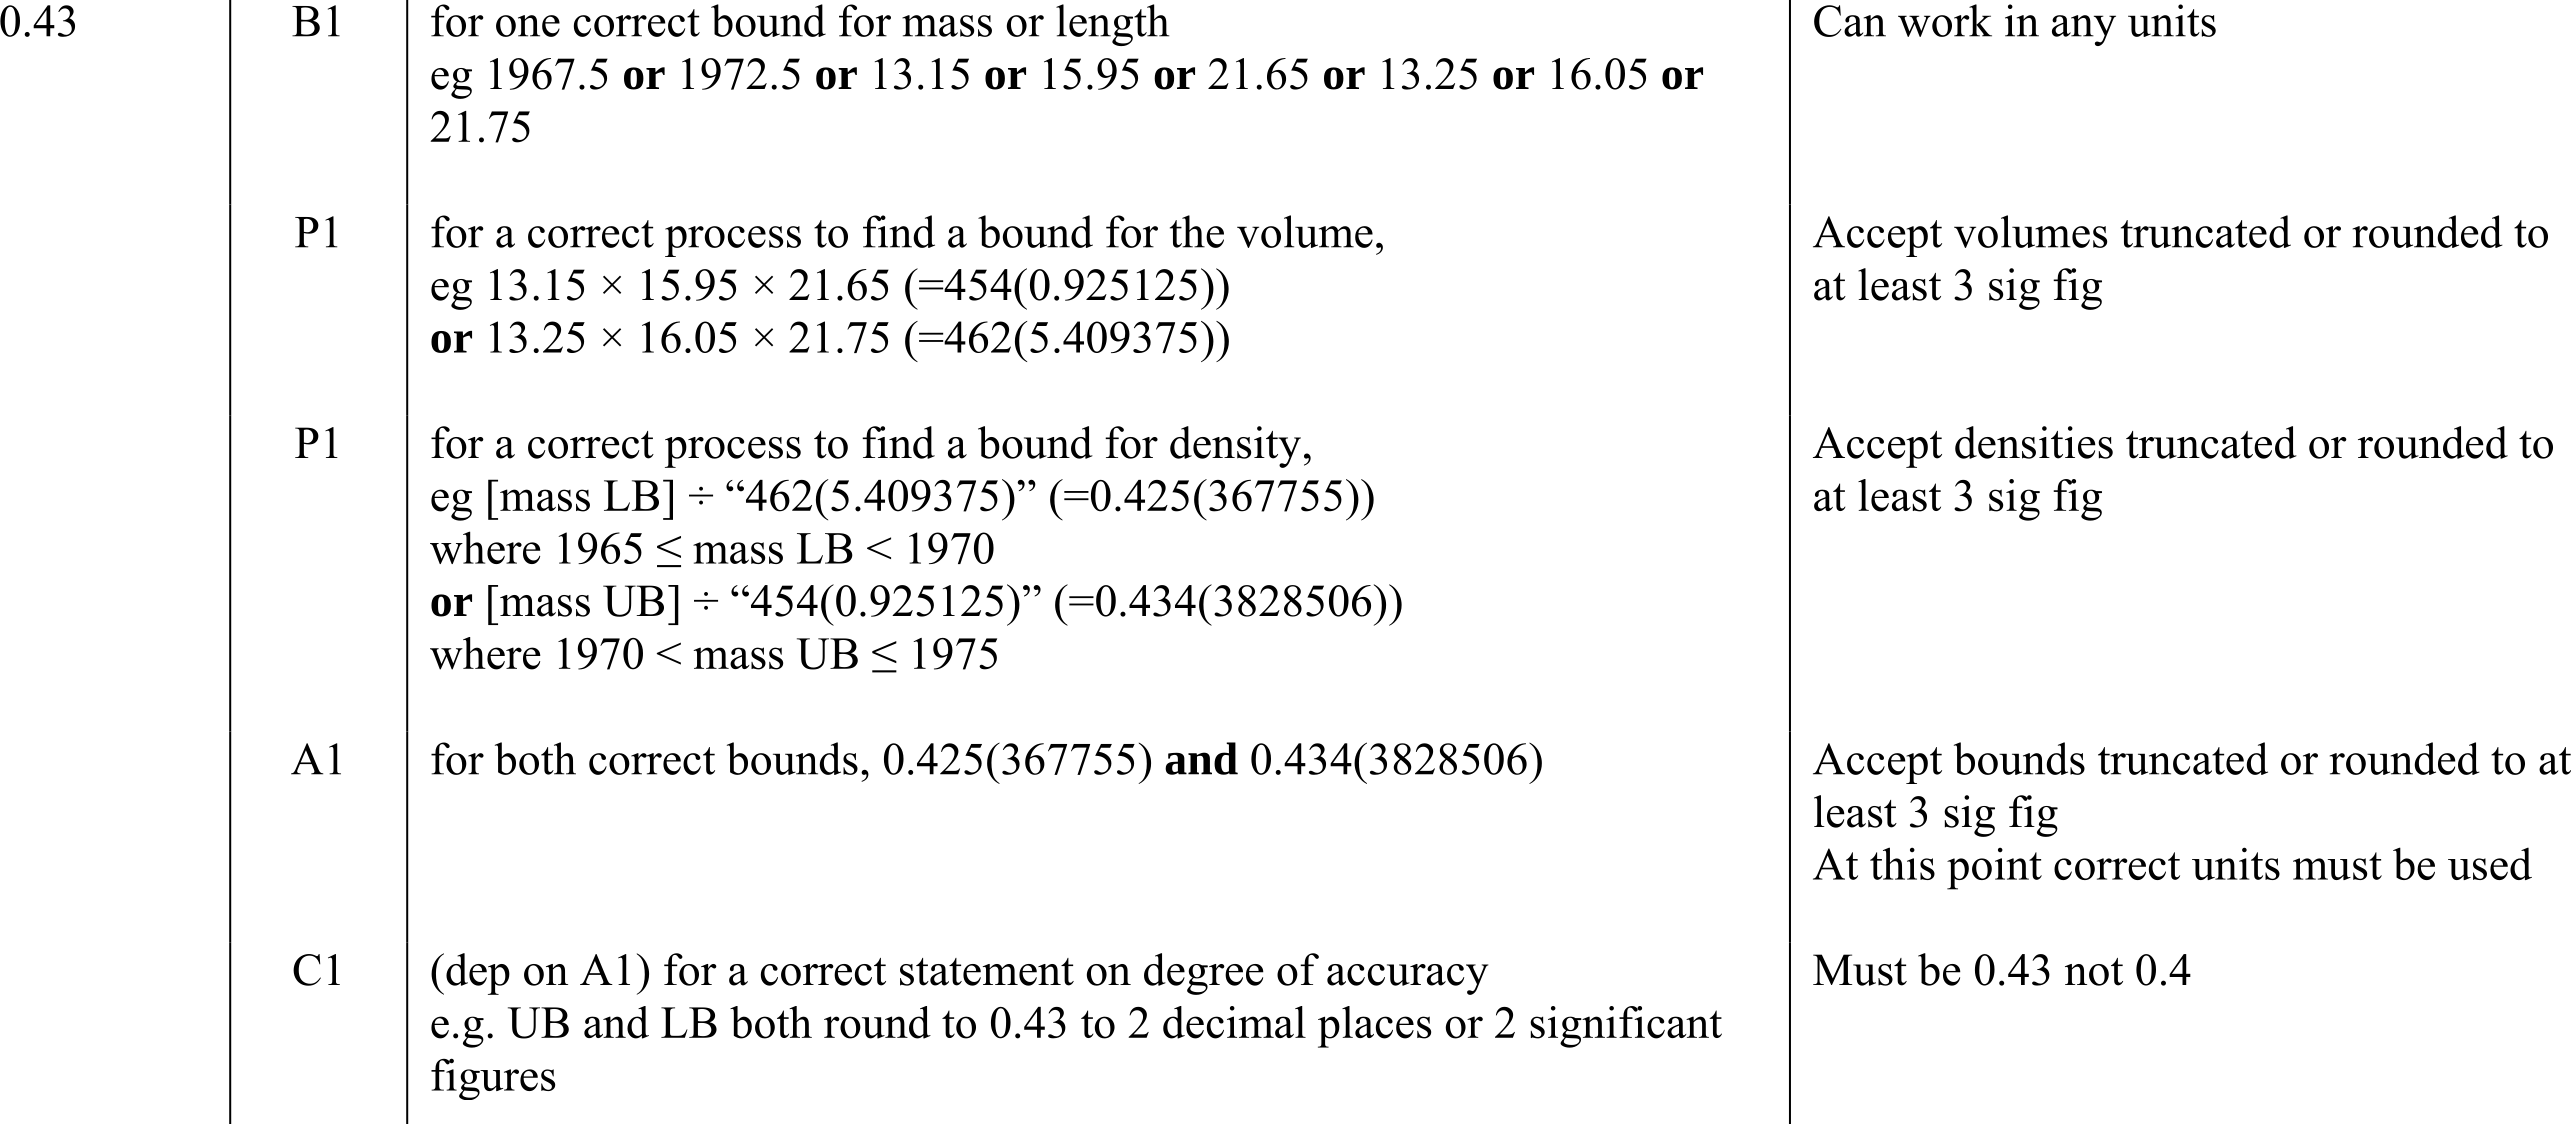 0.43 B1 for one correct bound for mass or length Can work in any units
eg 1967.5 or 1972.5 or 13.15 or 15.95 or 21.65 or 13.25 or 16.05 or
21.75
P1 for a correct process to find a bound for the volume, Accept volumes truncated or rounded to
eg 13.15 × 15.95 × 21.65 (=454(0.925125)) at least 3 sig fig
or 13.25 × 16.05 × 21.75 (=462(5.409375))
P1 for a correct process to find a bound for density, Accept densities truncated or rounded to
eg [mass LB] ÷ “462(5.409375)” (=0.425(367755)) at least 3 sig fig
where 1965 ≤ mass LB < 1970
or [mass UB] ÷ “454(0.925125)” (=0.434(3828506))
where 1970 < mass UB ≤ 1975
A1 for both correct bounds, 0.425(367755) and 0.434(3828506) Accept bounds truncated or rounded to at
least 3 sig fig
At this point correct units must be used
C1 (dep on A1) for a correct statement on degree of accuracy Must be 0.43 not 0.4
e.g. UB and LB both round to 0.43 to 2 decimal places or 2 significant
figures